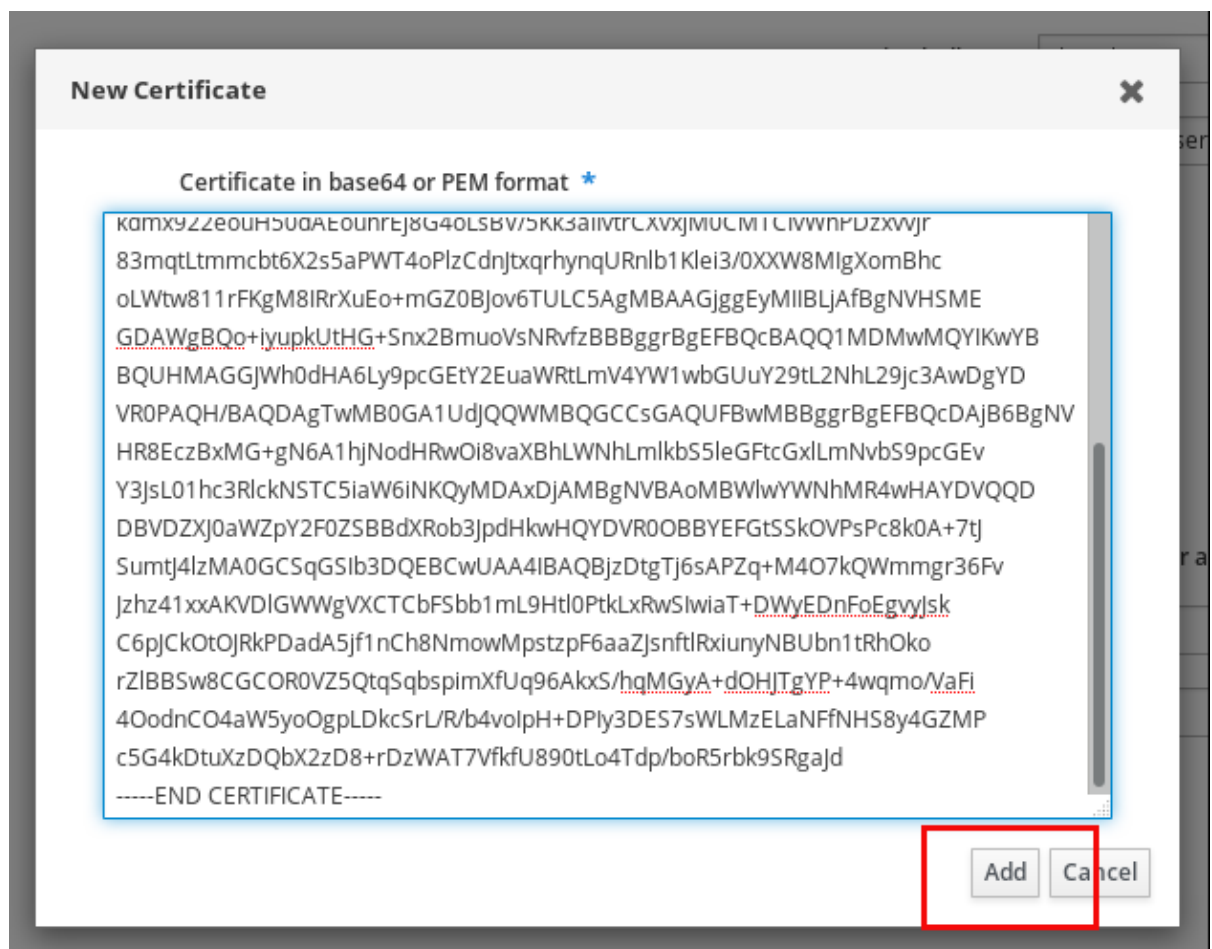 New Certificate
Certificate in base64 or PEM format *
83mqtLtmmcbt6X2s5aPWT4oPlzCdnJtxqrhynqURnlb1Klei3/0XXW8MIgXomBhc
oLWtw811rFKgM8IRrXuEo+mGZ0BJov6TULC5AgMBAAGjggEyMIIBLjAfBgNVHSME
GDAWgBQo+iyupkUtHG+Snx2BmuoVsNRvfzBBBggrBgEFBQcBAQQ1MDMwMQYIKwYB
BQUHMAGGJWh0dHA6Ly9pcGEtY2EuaWRtLmV4YW1wbGUuY29tL2NhL29jc3AwDgYD
VR0PAQH/BAQDAgTwMB0GA1UdJQQWMBQGCCsGAQUFBwMBBggrBgEFBQcDAjB6BgNV
HR8EczBxMG+gN6A1hjNodHRwOi8vaXBhLWNhLmlkbS5leGFtcGxlLmNvbS9pcGEv
Y3JsL01hc3RlckNSTC5iaW6iNKQyMDAxDjAMBgNVBAoMBWlwYWNhMR4wHAYDVQQD
DBVDZXJ0aWZpY2F0ZSBBdXRob3JpdHkwHQYDVR0OBBYEFGtSSkOVPsPc8k0A+7tJ
SumtJ4lzMA0GCSqGSIb3DQEBCwUAA4IBAQBjzDtgTj6sAPZq+M4O7kQWmmgr36Fv
Jzhz41xxAKVDlGWWgVXCTCbFSbb1mL9Htl0PtkLxRwSIwiaT+DWyEDnFoEgvyJsk
C6pJCkOtOJRkPDadA5jf1nCh8NmowMpstzpF6aaZJsnftlRxiunyNBUbn1tRhOko
rZlBBSw8CGCOR0VZ5QtqSqbspimXfUq96AkxS/hqMGyA+dOHJTgYP+4wqmo/VaFi
4OodnCO4aW5yoOgpLDkcSrL/R/b4voIpH+DPIy3DES7sWLMzELaNFfNHS8y4GZMP
c5G4kDtuXzDQbX2zD8+rDzWAT7VfkfU890tLo4Tdp/boR5rbk9SRgaJd
-----END CERTIFICATE-----
Add Cancel